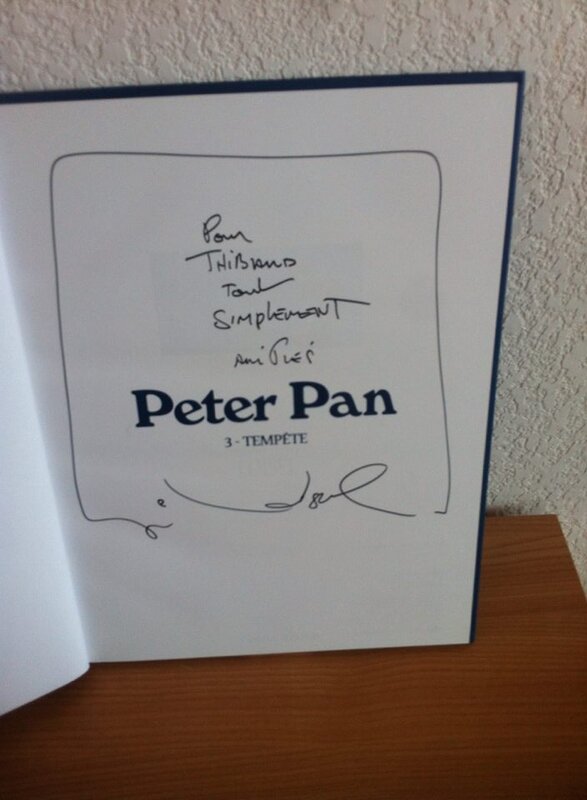 Pour
THIBAUD
Tout
SIMPLEMENT
AMiTiés
Peter Pan
3 - TEMPÊTE